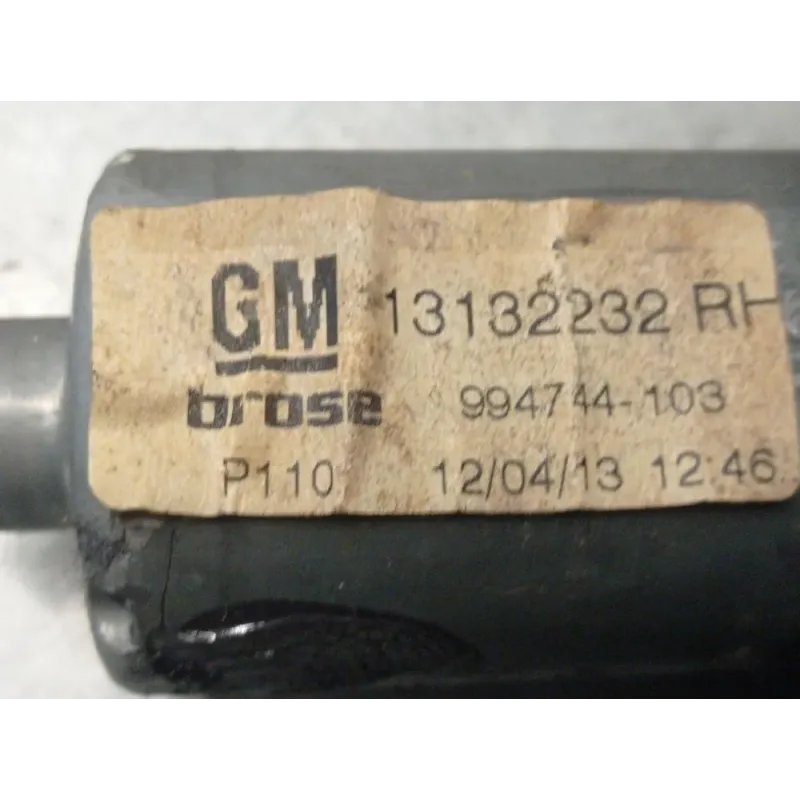 GM 13132232 RH
brose 994744-103
P110 12/04/13 12:46